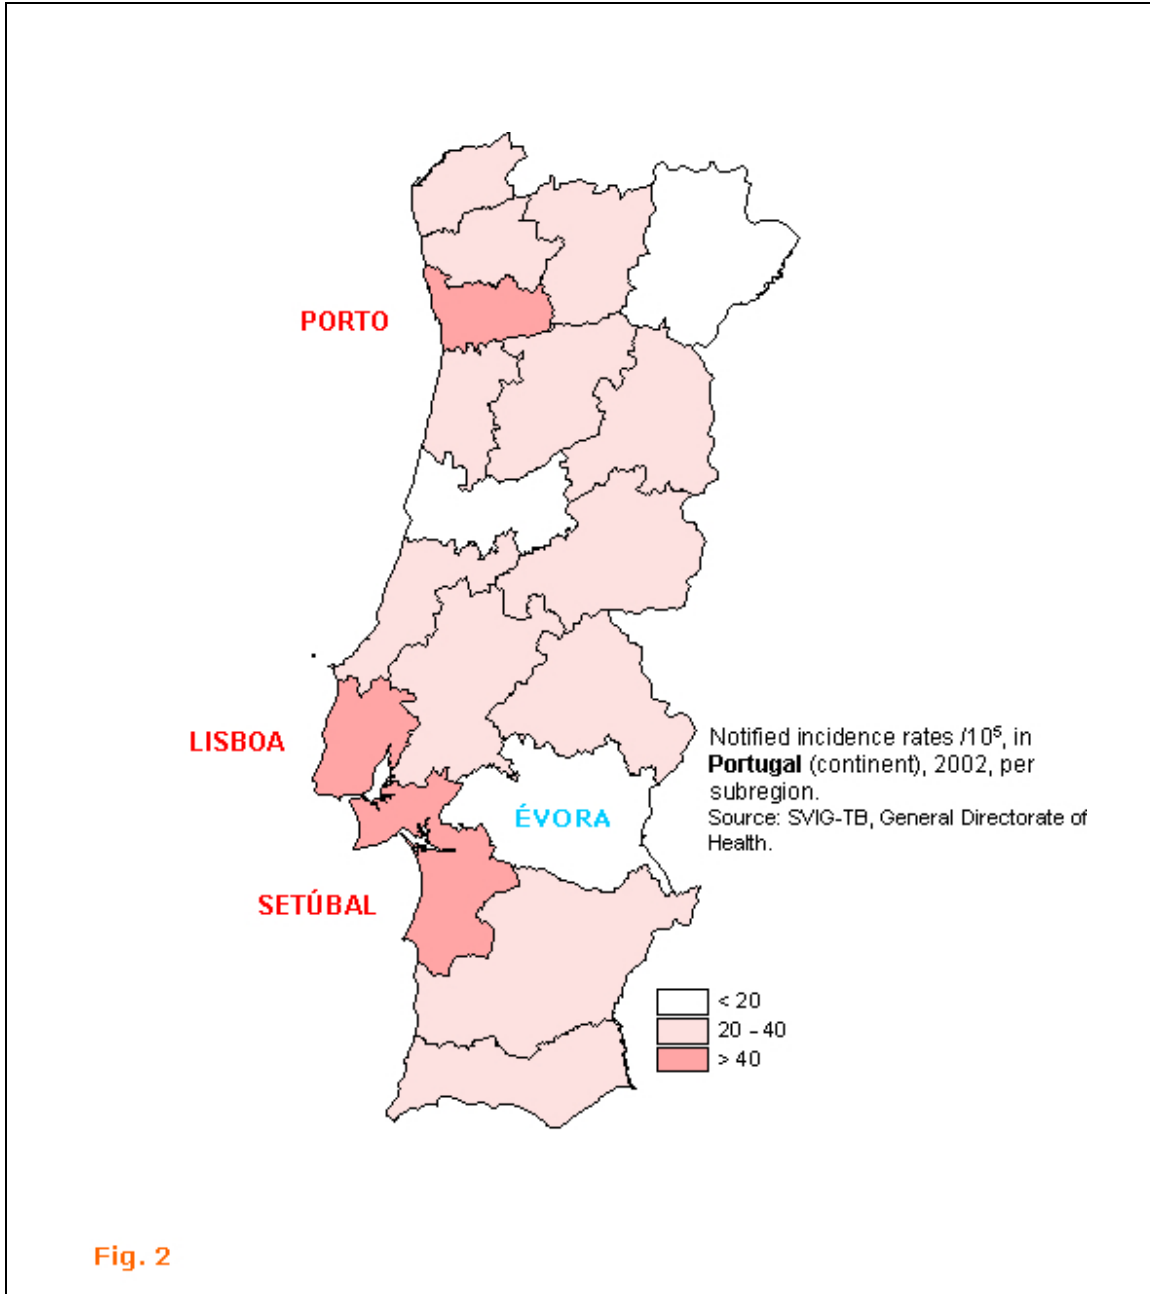 PORTO
LISBOA
Notified incidence rates /10⁵, in
Portugal (continent), 2002, per
subregion.
Source: SVIG-TB, General Directorate of
Health.
ÉVORA
SETÚBAL
< 20
20 - 40
> 40
Fig. 2